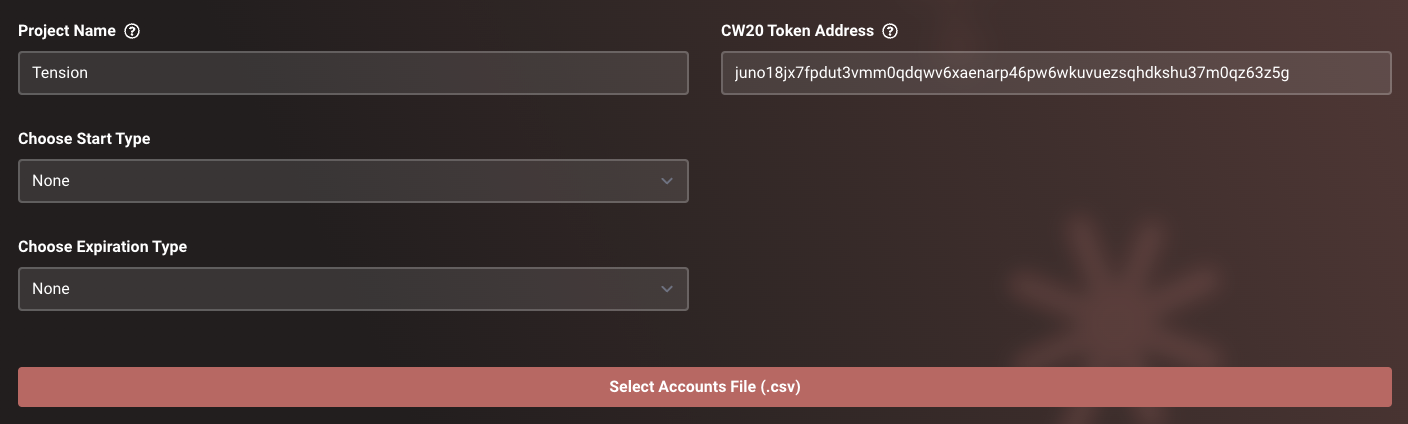 Project Name
CW20 Token Address
Tension
juno18jx7fpdut3vmm0qdqwv6xaenarp46pw6wkuvuezsqhdkshu37m0qz63z5g
Choose Start Type
None
Choose Expiration Type
None
Select Accounts File (.csv)